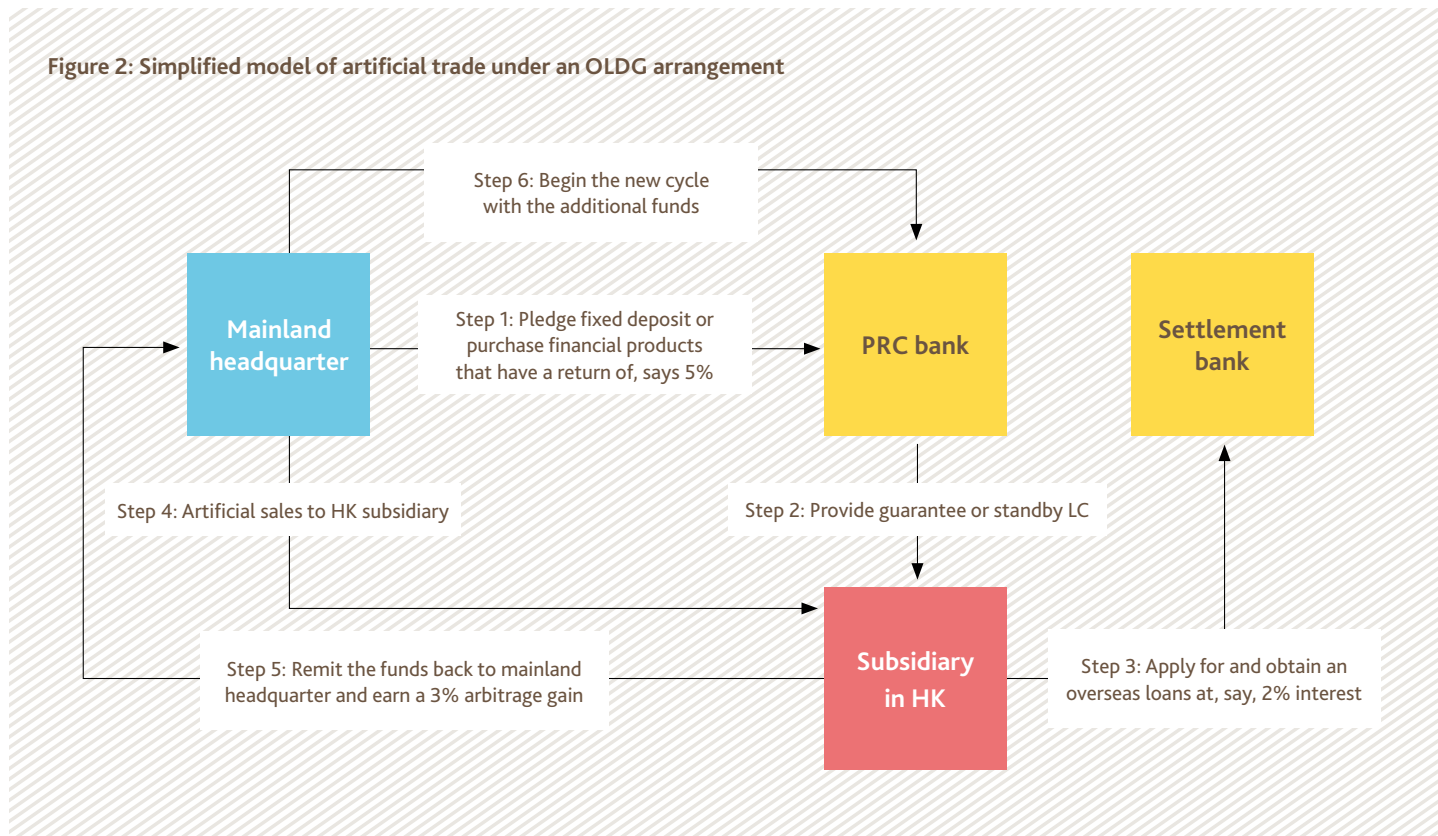 Figure 2: Simplified model of artificial trade under an OLDG arrangement
Step 6: Begin the new cycle
with the additional funds
Mainland
headquarter
Step 1: Pledge fixed deposit or
purchase financial products
that have a return of, says 5%
PRC bank
Settlement
bank
Step 4: Artificial sales to HK subsidiary
Step 2: Provide guarantee or standby LC
Step 5: Remit the funds back to mainland
headquarter and earn a 3% arbitrage gain
Subsidiary
in HK
Step 3: Apply for and obtain an
overseas loans at, say, 2% interest